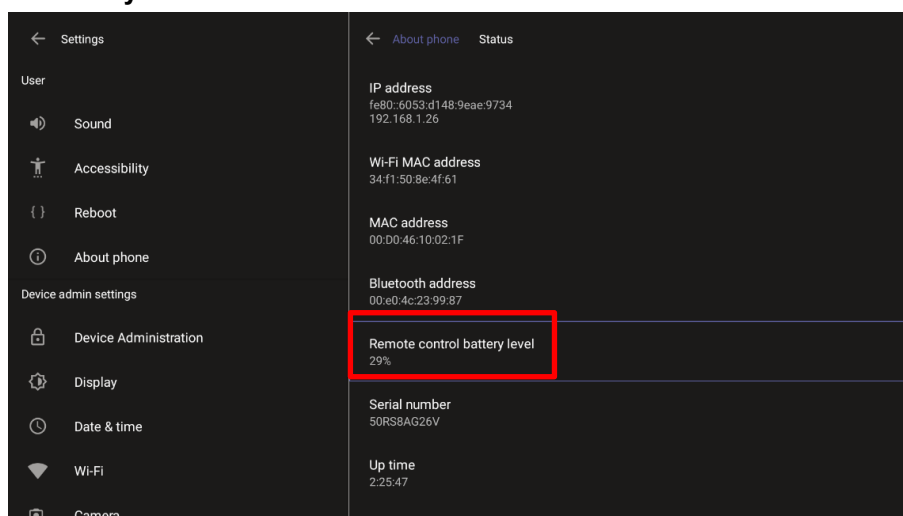 Settings
User
Sound
Accessibility
{ } Reboot
About phone
Device admin settings
Device Administration
Display
Date & time
Wi-Fi
Camera
About phone Status
IP address
fe80::6053:d148:9eae:9734
192.168.1.26
Wi-Fi MAC address
34:f1:50:8e:4f:61
MAC address
00:D0:46:10:02:1F
Bluetooth address
00:e0:4c:23:99:87
Remote control battery level
29%
Serial number
50RS8AG26V
Up time
2:25:47